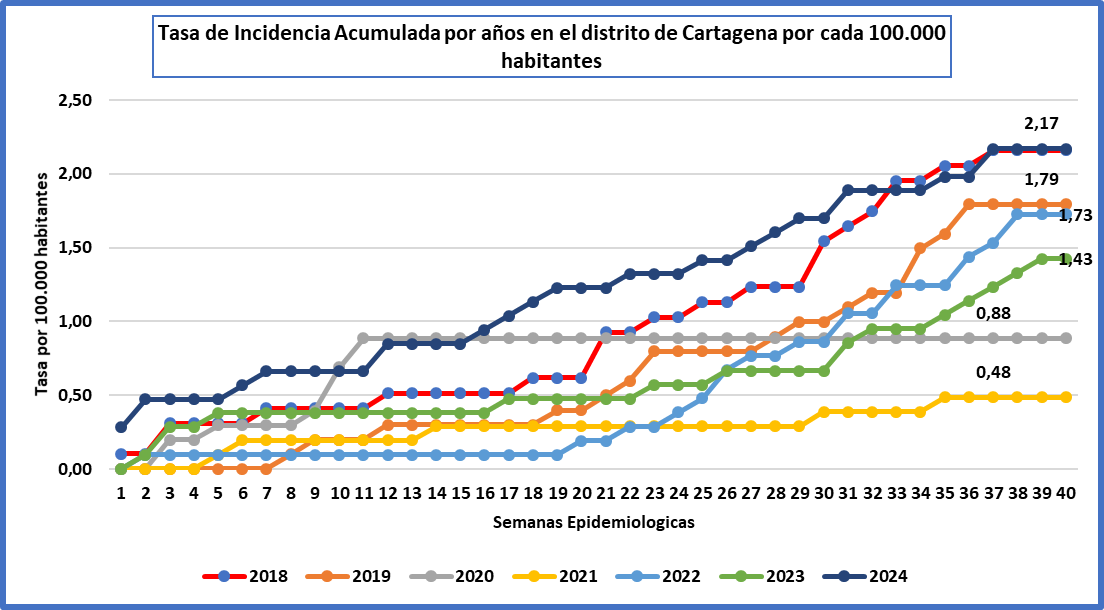 Tasa de Incidencia Acumulada por años en el distrito de Cartagena por cada 100.000
habitantes
Tasa por 100.000 habitantes
2,50
2,00
1,50
1,00
0,50
0,00
2,17
1,79
1,73
1,43
0,88
0,48
1 2 3 4 5 6 7 8 9 10 11 12 13 14 15 16 17 18 19 20 21 22 23 24 25 26 27 28 29 30 31 32 33 34 35 36 37 38 39 40
Semanas Epidemiologicas
2018 2019 2020 2021 2022 2023 2024